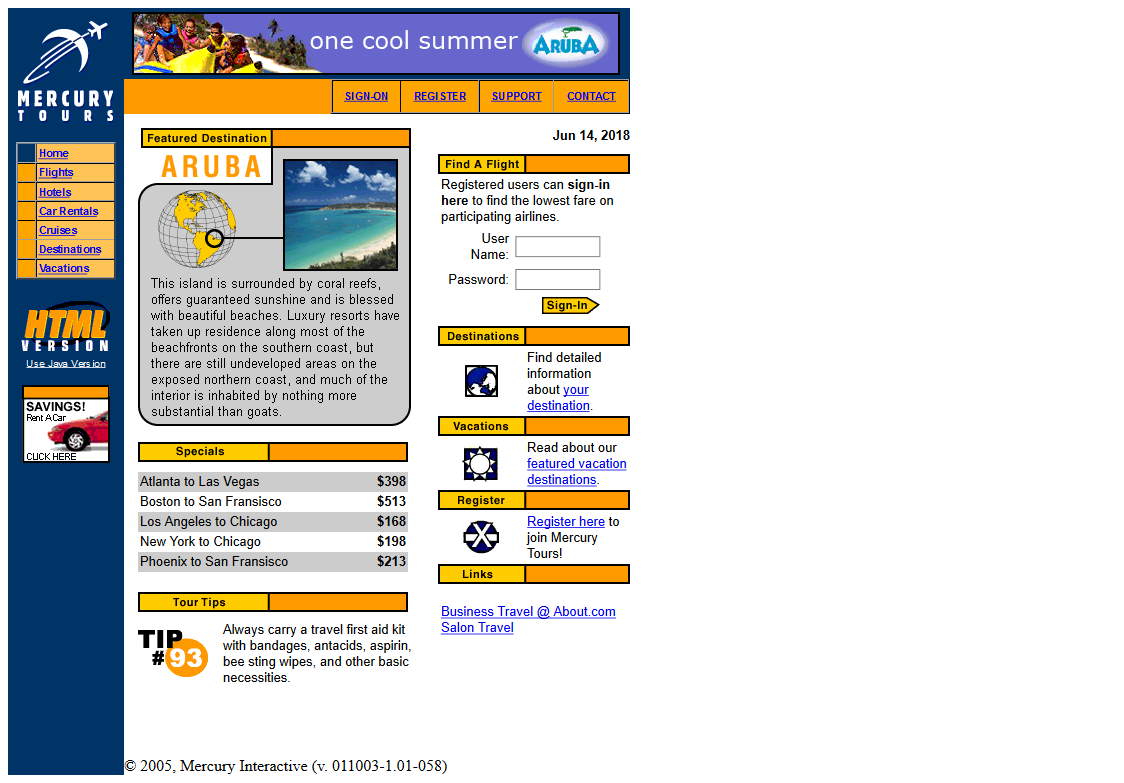 one cool summer ARUBA
MERCURY
TOURS
SIGN-ON REGISTER SUPPORT CONTACT
Home
Flights
Hotels
Car Rentals
Cruises
Destinations
Vacations
HTML
VERSION
Use Java Version
SAVINGS!
Rent A Car
CLICK HERE
Featured Destination
ARUBA
This island is surrounded by coral reefs,
offers guaranteed sunshine and is blessed
with beautiful beaches. Luxury resorts have
taken up residence along most of the
beachfronts on the southern coast, but
there are still undeveloped areas on the
exposed northern coast, and much of the
interior is inhabited by nothing more
substantial than goats.
Specials
Atlanta to Las Vegas $398
Boston to San Fransisco $513
Los Angeles to Chicago $168
New York to Chicago $198
Phoenix to San Fransisco $213
Tour Tips
TIP
#93
Always carry a travel first aid kit
with bandages, antacids, aspirin,
bee sting wipes, and other basic
necessities.
Jun 14, 2018
Find A Flight
Registered users can sign-in
here to find the lowest fare on
participating airlines.
User
Name:
Password:
Sign-In
Destinations
Find detailed
information
about your
destination.
Vacations
Read about our
featured vacation
destinations.
Register
Register here to
join Mercury
Tours!
Links
Business Travel @ About.com
Salon Travel
© 2005, Mercury Interactive (v. 011003-1.01-058)